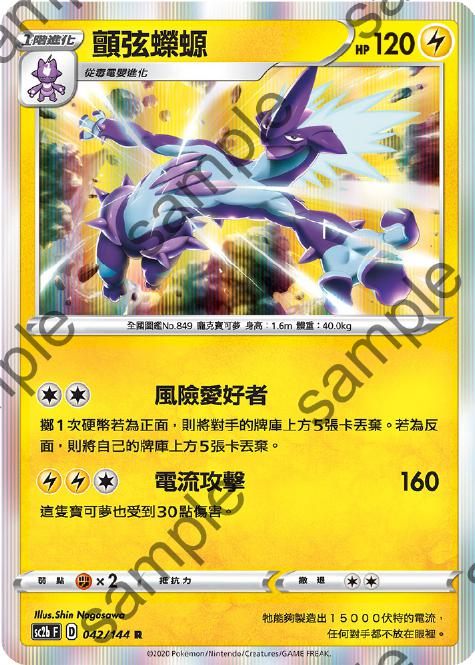 1階進化
顫弦蠑螈
HP 120
從毒電嬰進化
全國圖鑑No.849 龐克寶可夢 身高：1.6m 體重：40.0kg
風險愛好者
擲1次硬幣若為正面，則將對手的牌庫上方5張卡丟棄。若為反
面，則將自己的牌庫上方5張卡丟棄。
電流攻擊 160
這隻寶可夢也受到30點傷害。
弱點 ×2 抵抗力 撤退
Illus.Shin Nagasawa
sc2b F D 042/144 R
牠能夠製造出15000伏特的電流，
任何對手都不放在眼裡。
©2020 Pokémon/Nintendo/Creatures/GAME FREAK.
sample
sample
sample
sample
sample
sample
sample